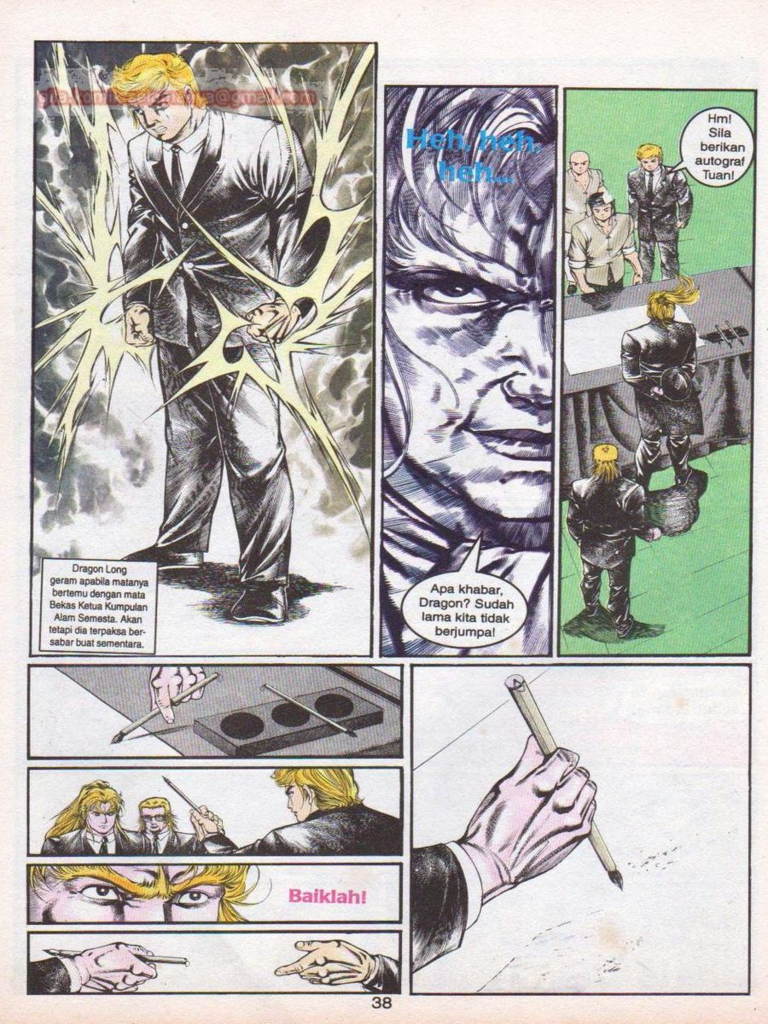 Dragon Long
geram apabila matanya
bertemu dengan mata
Bekas Ketua Kumpulan
Alam Semesta. Akan
tetapi dia terpaksa ber-
sabar buat sementara.
Heh, heh,
heh...
Apa khabar,
Dragon? Sudah
lama kita tidak
berjumpa!
Hm!
Sila
berikan
autograf
Tuan!
Baiklah!
38